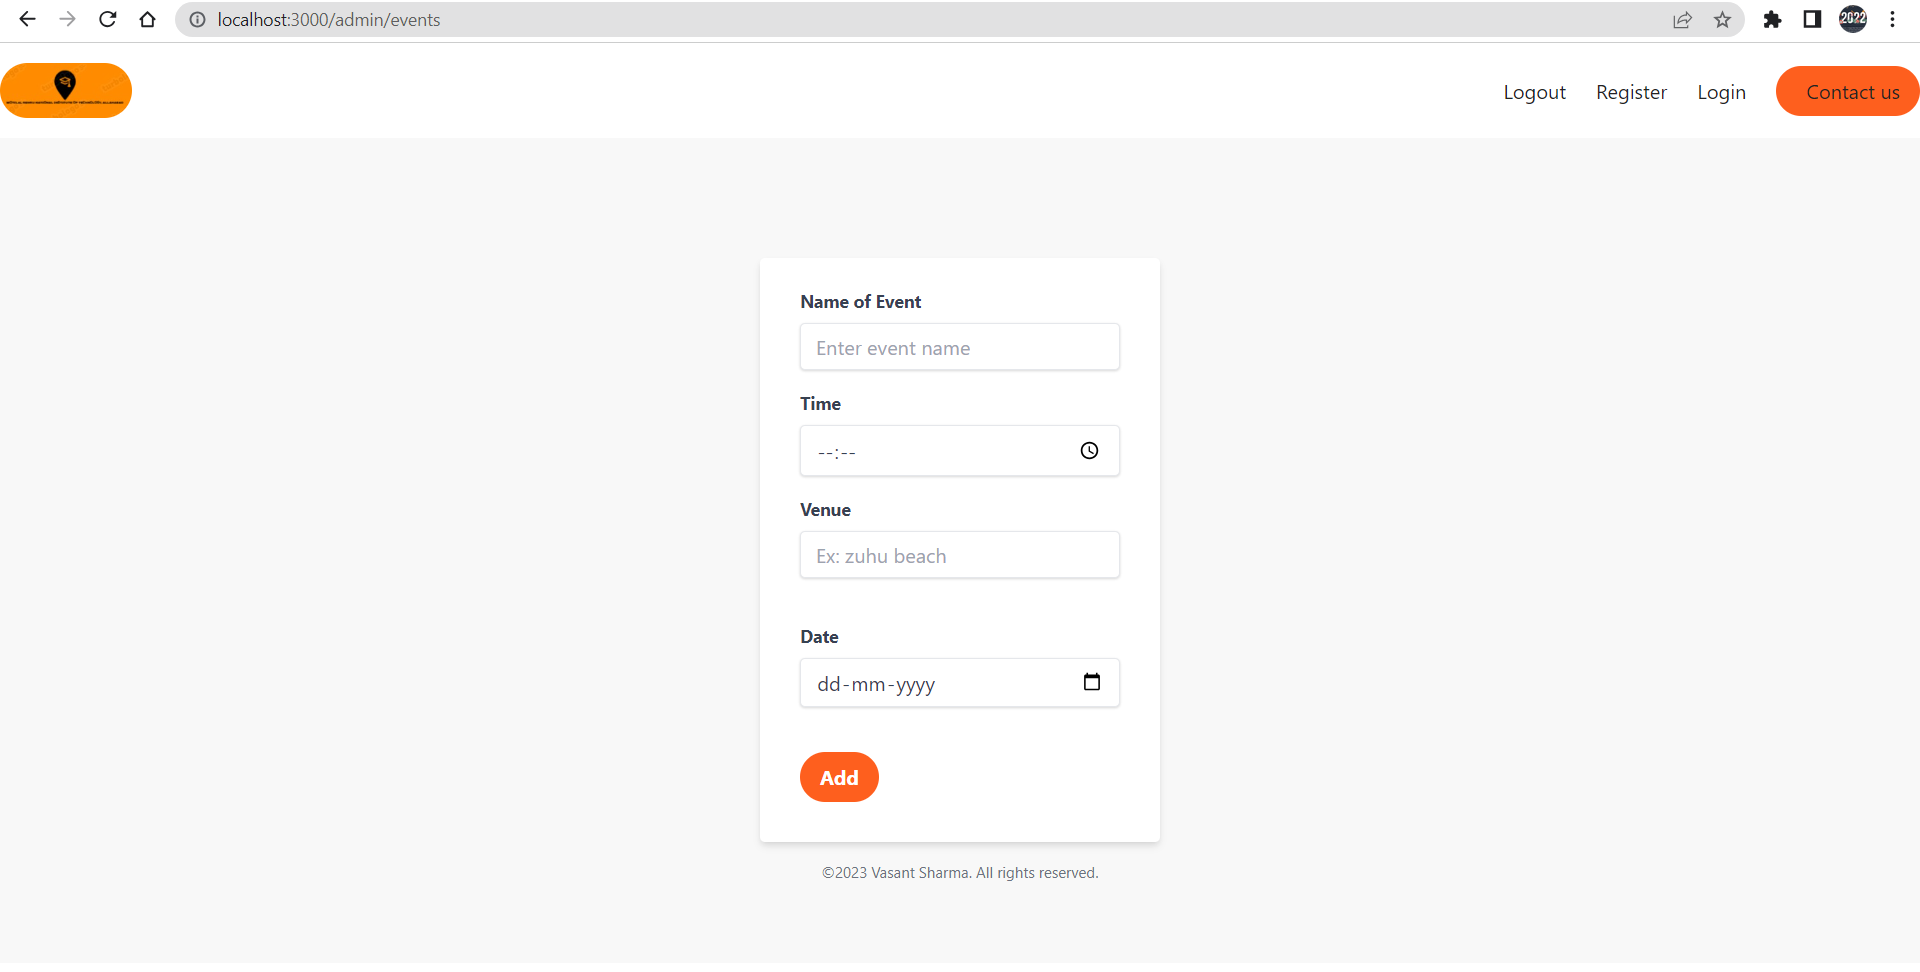 localhost:3000/admin/events
2022
Logout Register Login Contact us
Name of Event
Enter event name
Time
--:--
Venue
Ex: zuhu beach
Date
dd-mm-yyyy
Add
©2023 Vasant Sharma. All rights reserved.